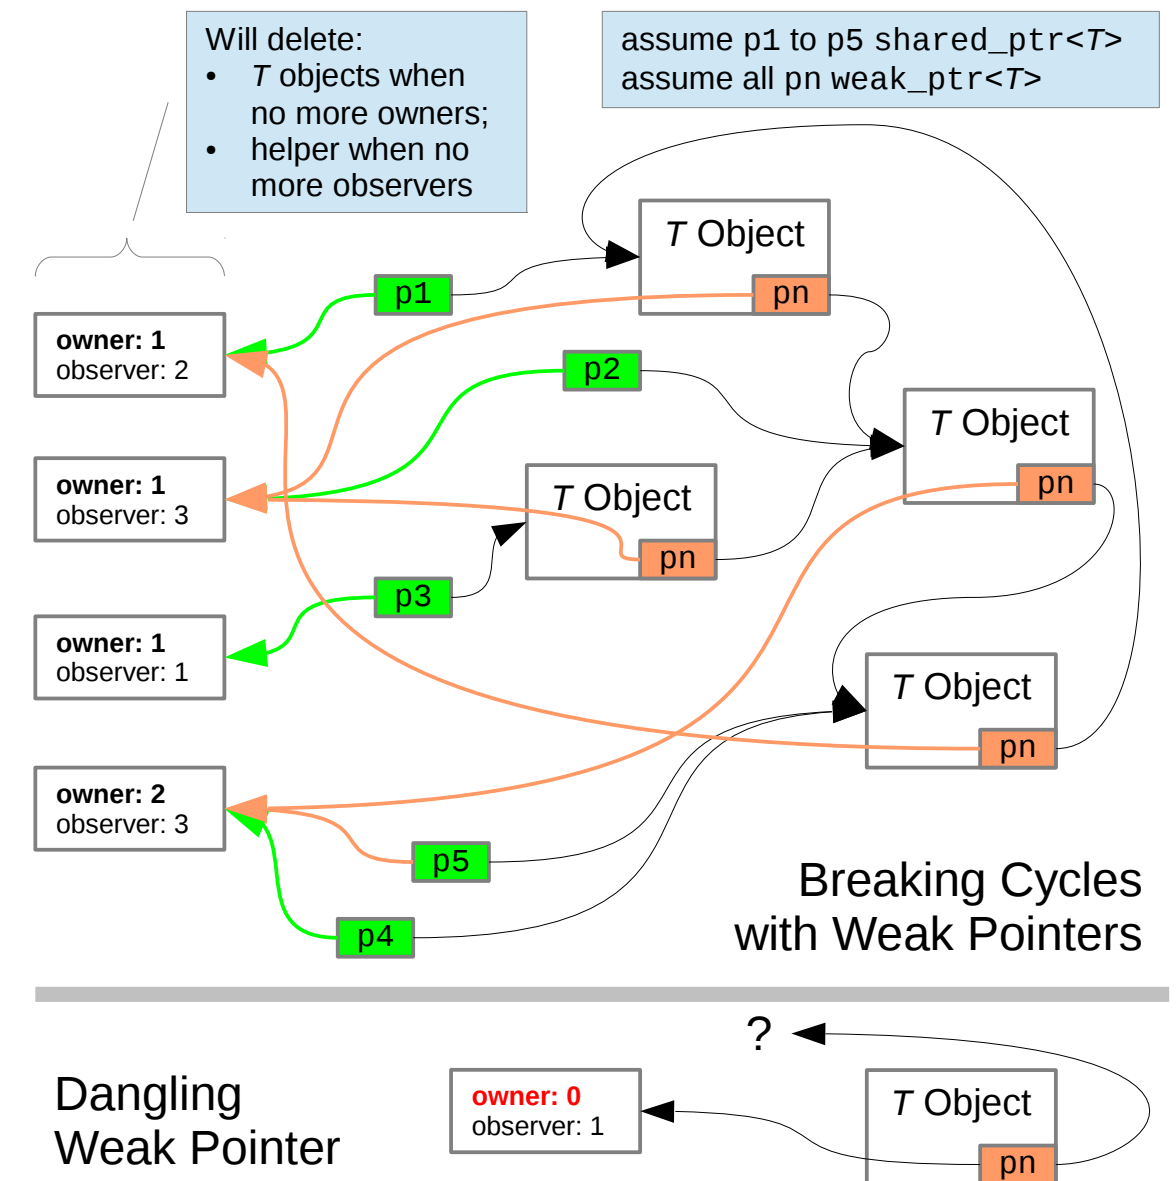 Will delete:
• T objects when
no more owners;
• helper when no
more observers
assume p1 to p5 shared_ptr<T>
assume all pn weak_ptr<T>
T Object
pn
p1
owner: 1
observer: 2
p2
T Object
pn
owner: 1
observer: 3
T Object
pn
p3
owner: 1
observer: 1
T Object
pn
owner: 2
observer: 3
p5
p4
Breaking Cycles
with Weak Pointers
?
Dangling
Weak Pointer
owner: 0
observer: 1
T Object
pn